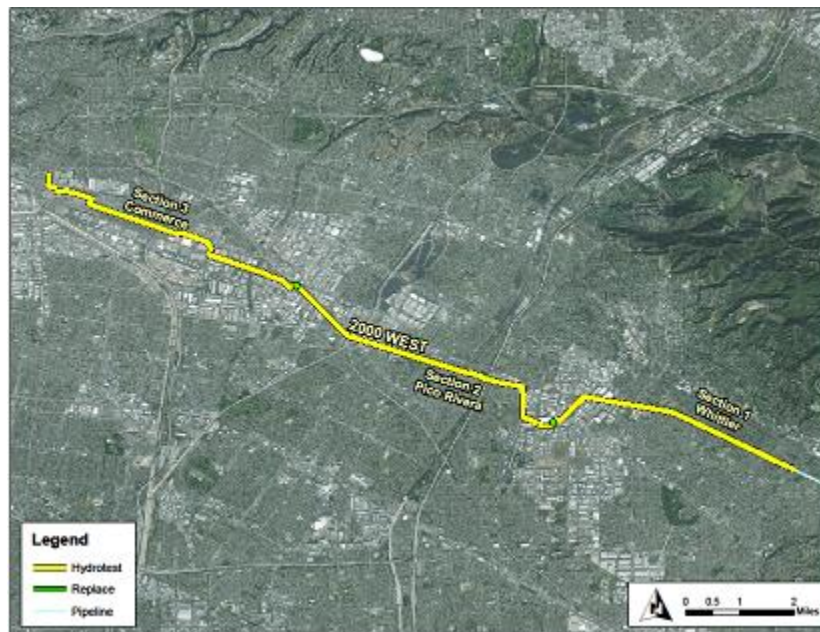 Section 3
Commerce
2000 WEST
Section 2
Pico Rivera
Section 1
Whittier
Legend
Hydrotest
Replace
Pipeline
0 0.5 1 2
Miles